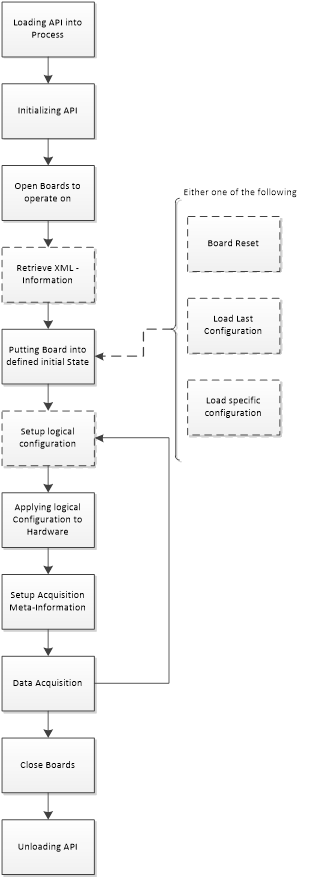 Loading API into
Process
Initializing API
Open Boards to
operate on
Either one of the following
Board Reset
Retrieve XML -
Information
Load Last
Configuration
Putting Board into
defined initial State
Load specific
configuration
Setup logical
configuration
Applying logical
Configuration to
Hardware
Setup Acquisition
Meta-Information
Data Acquisition
Close Boards
Unloading API